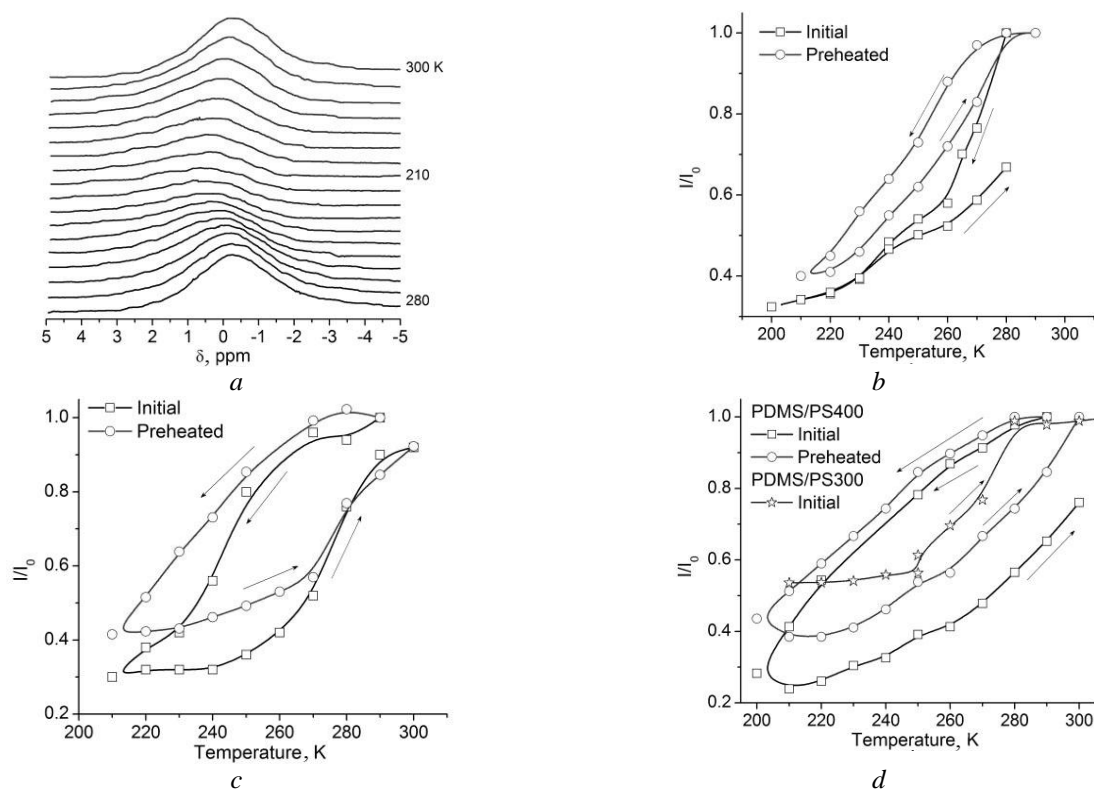 300 K
210
280
5 4 3 2 1 0 -1 -2 -3 -4 -5
δ, ppm
a
Initial
Preheated
1.0
0.8
0.6
0.4
I/I0
200 220 240 260 280 300
Temperature, K
b
Initial
Preheated
1.0
0.8
0.6
0.4
0.2
I/I0
200 220 240 260 280 300
Temperature, K
c
PDMS/PS400
Initial
Preheated
PDMS/PS300
Initial
1.0
0.8
0.6
0.4
0.2
I/I0
200 220 240 260 280 300
Temperature, K
d